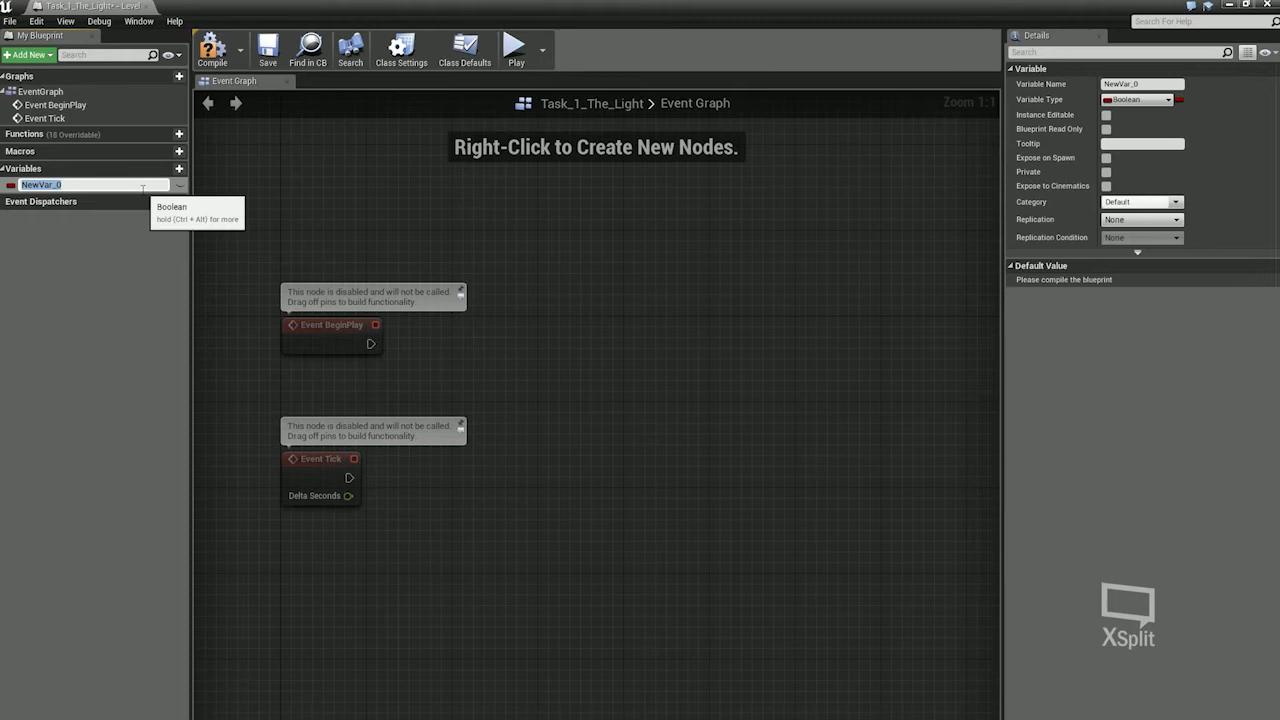 Task_1_The_Light* - Level
File Edit View Debug Window Help
Search For Help
My Blueprint
+ Add New
Search
Graphs
EventGraph
Event BeginPlay
Event Tick
Functions (18 Overridable)
Macros
Variables
NewVar_0
Event Dispatchers
Boolean
hold (Ctrl + Alt) for more
Compile Save Find in CB Search Class Settings Class Defaults Play
Event Graph
Task_1_The_Light > Event Graph
Zoom 1:1
Right-Click to Create New Nodes.
This node is disabled and will not be called.
Drag off pins to build functionality.
Event BeginPlay
This node is disabled and will not be called.
Drag off pins to build functionality.
Event Tick
Delta Seconds
Details
Search
Variable
Variable Name NewVar_0
Variable Type Boolean
Instance Editable
Blueprint Read Only
Tooltip
Expose on Spawn
Private
Expose to Cinematics
Category Default
Replication None
Replication Condition None
Default Value
Please compile the blueprint
XSplit